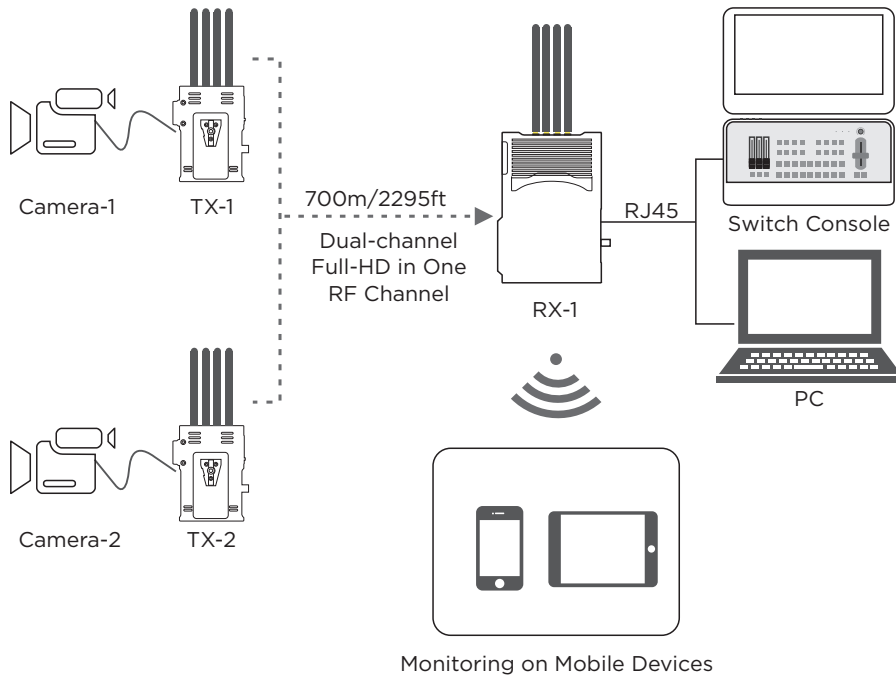 Camera-1
TX-1
700m/2295ft
Dual-channel
Full-HD in One
RF Channel
RX-1
RJ45
Switch Console
PC
Camera-2
TX-2
Monitoring on Mobile Devices